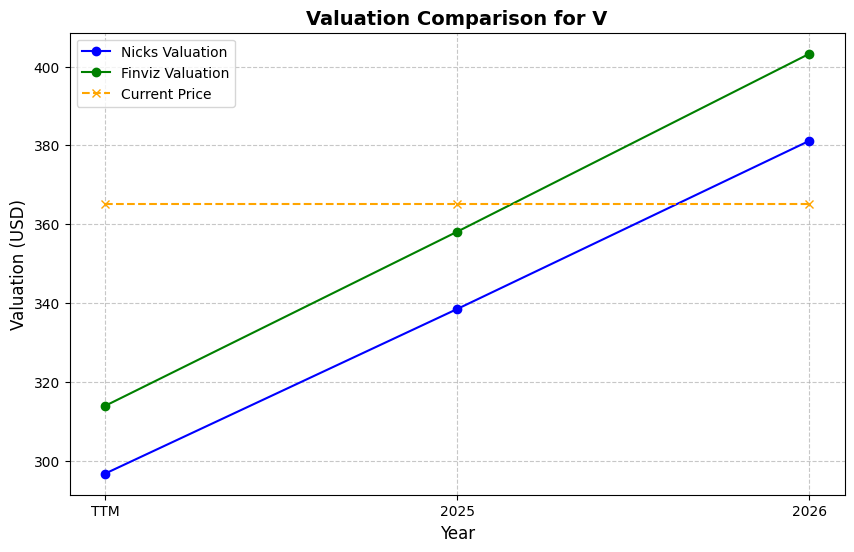 Valuation Comparison for V
Nicks Valuation
Finviz Valuation
Current Price
Valuation (USD)
400
380
360
340
320
300
TTM
2025
2026
Year